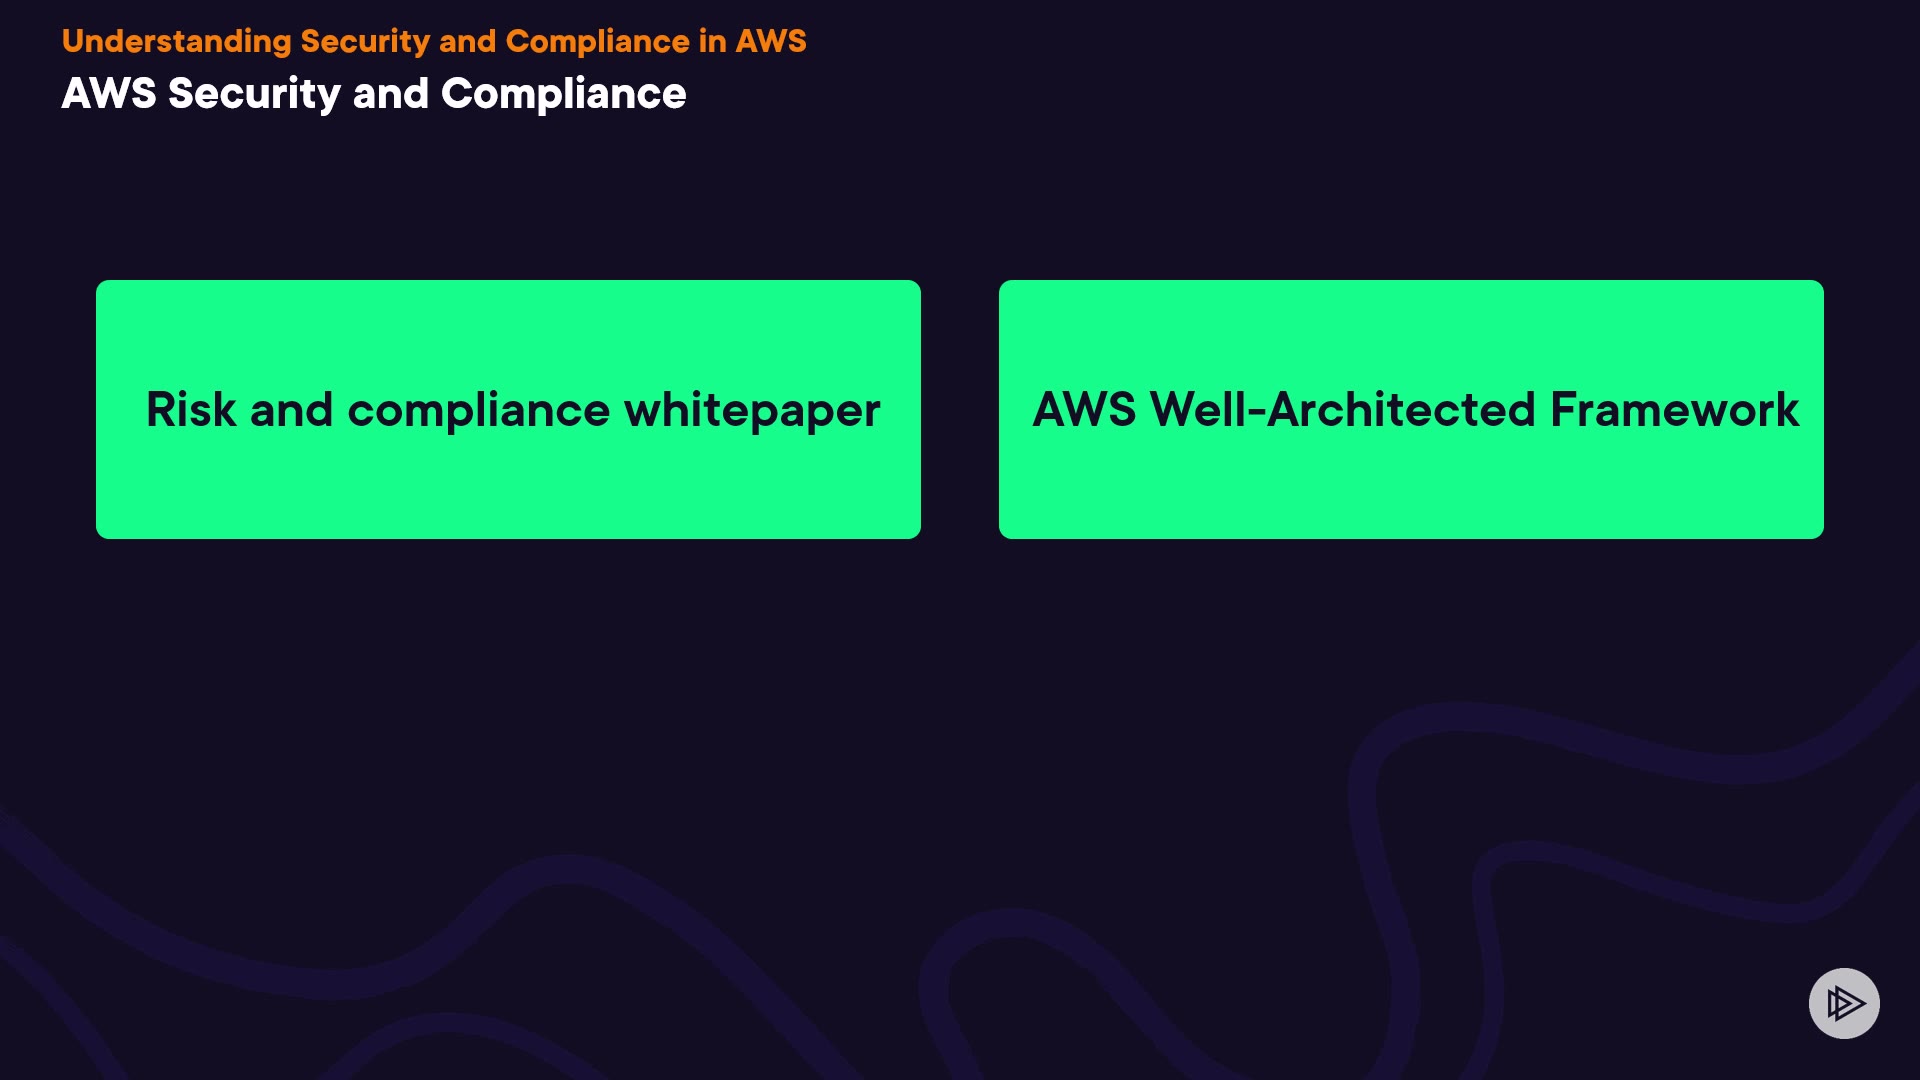 Understanding Security and Compliance in AWS
AWS Security and Compliance
Risk and compliance whitepaper
AWS Well-Architected Framework